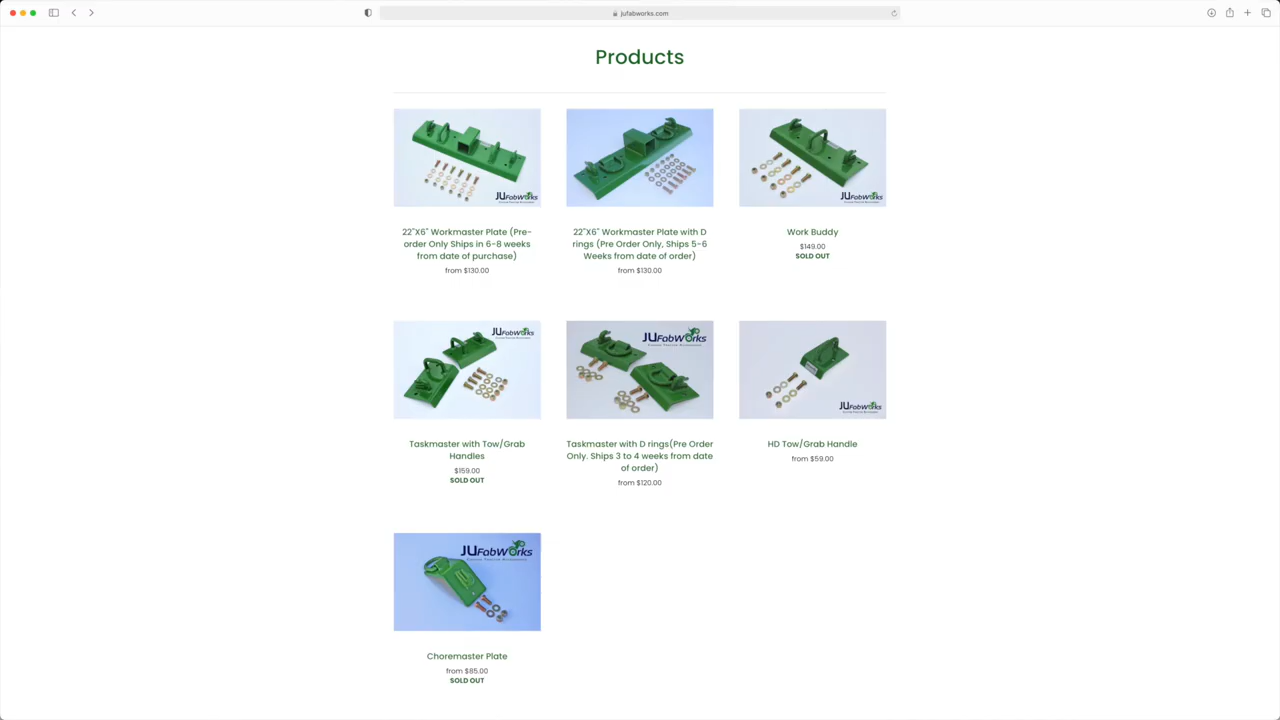 jufabworks.com
Products
JUFabWorks
JUFabWorks
22"X6" Workmaster Plate (Pre-
order Only Ships in 6-8 weeks
from date of purchase)
from $130.00
22"X6" Workmaster Plate with D
rings (Pre Order Only, Ships 5-6
Weeks from date of order)
from $130.00
Work Buddy
$149.00
SOLD OUT
JUFabWorks
JUFabWorks
JUFabWorks
Taskmaster with Tow/Grab
Handles
$159.00
SOLD OUT
Taskmaster with D rings(Pre Order
Only. Ships 3 to 4 weeks from date
of order)
from $120.00
HD Tow/Grab Handle
from $59.00
JUFabWorks
Choremaster Plate
from $85.00
SOLD OUT